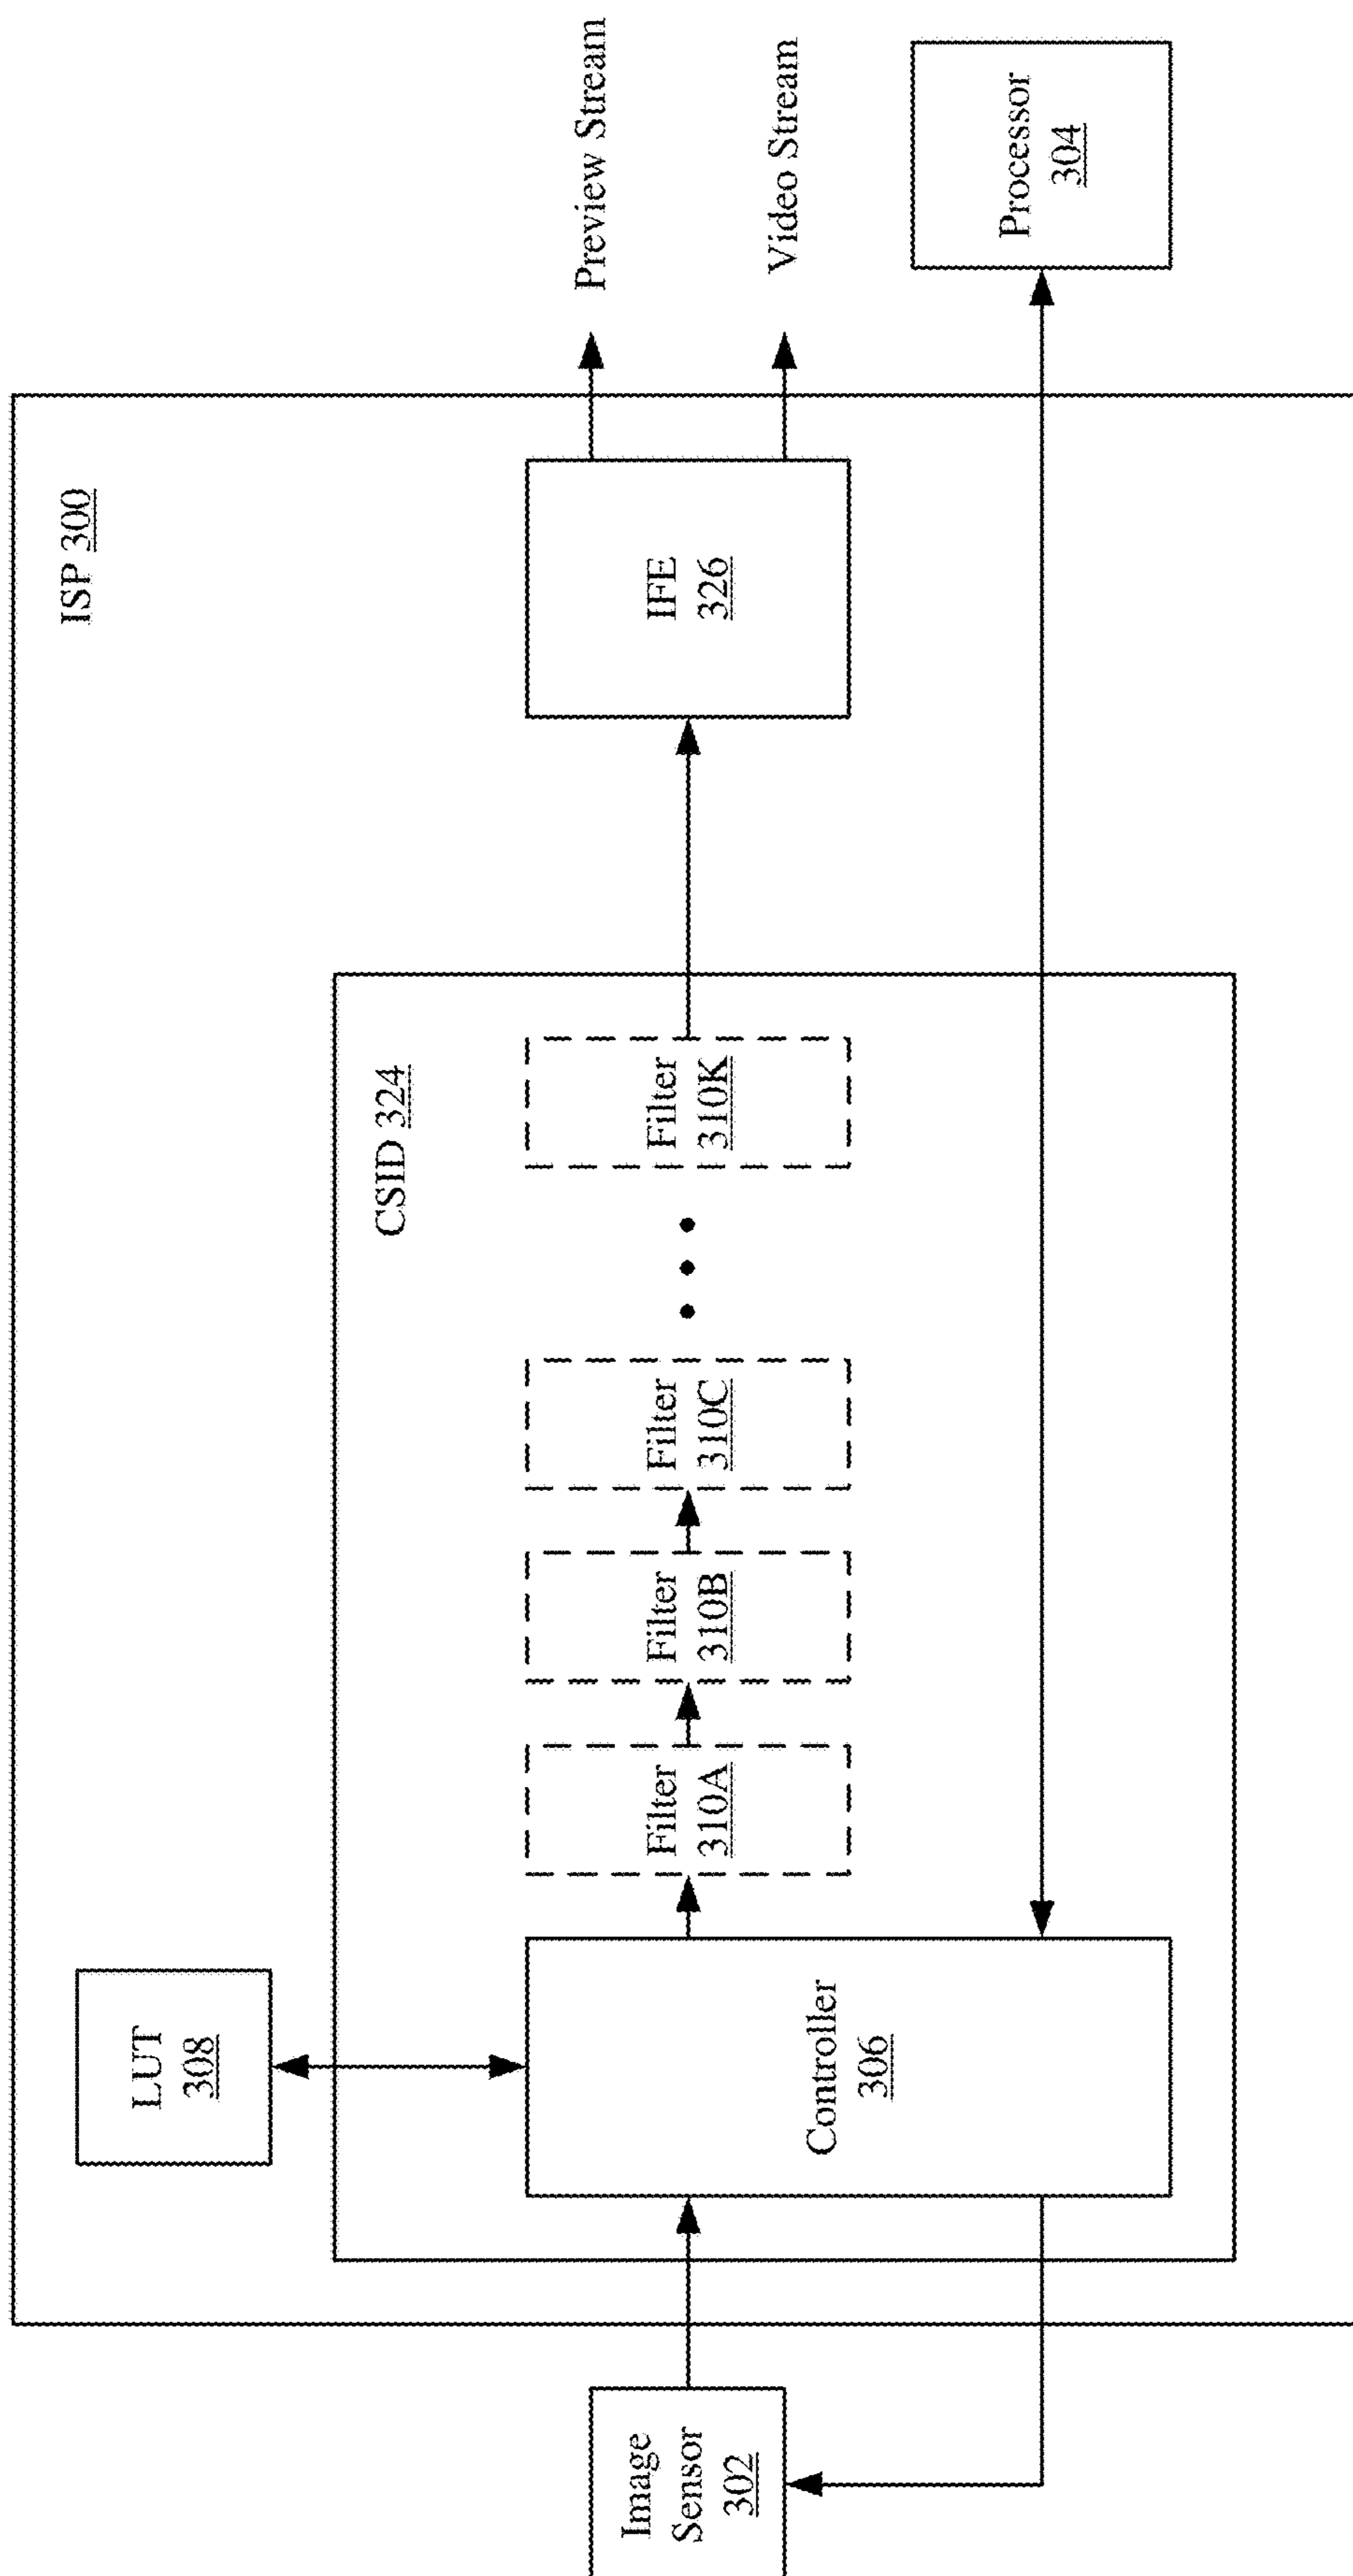 ISP 300
LUT
308
CSID 324
Image
Sensor
302
Controller
306
Filter
310A
Filter
310B
Filter
310C
Filter
310K
IFE
326
Preview Stream
Video Stream
Processor
304